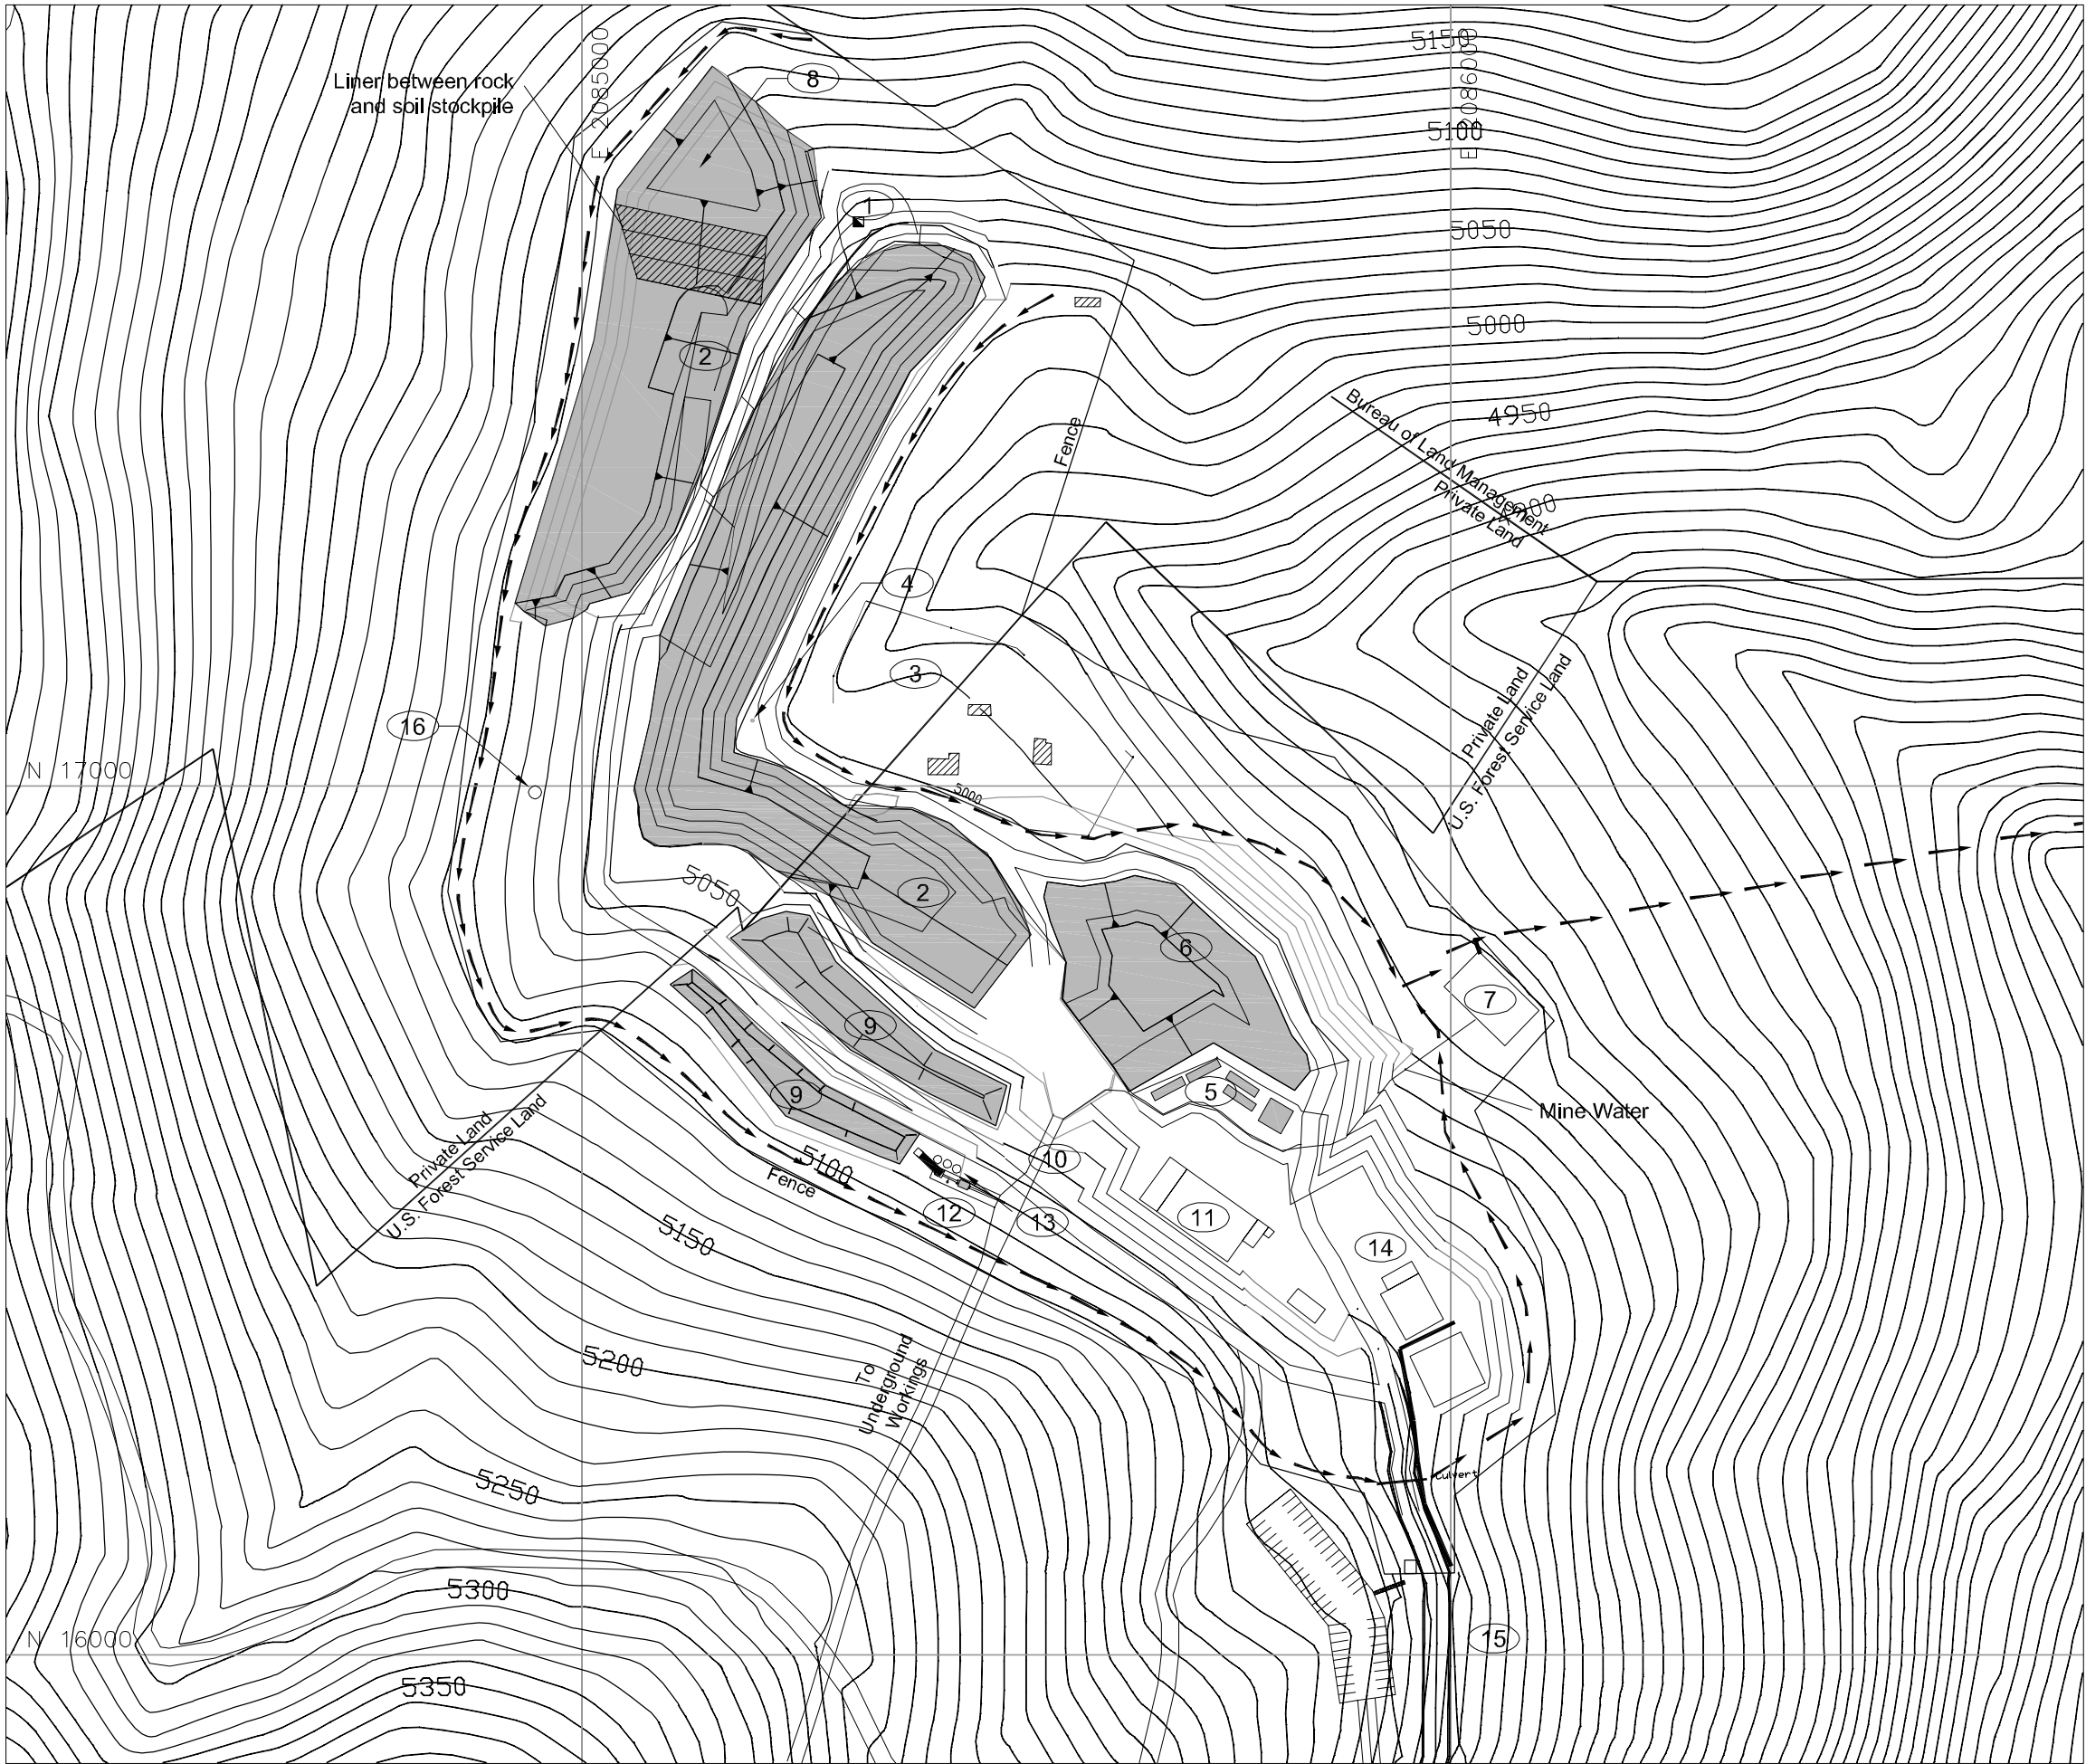 5150
E 2086000
Liner between rock
and soil stockpile
E 2085000
8
5100
1
5050
5000
2
4950
Bureau of Land Management
Private Land
Fence
4
3
Private Land
U.S. Forest Service Land
16
N 17000
5000
5050
2
6
7
9
9
5
Mine Water
Private Land
U.S. Forest Service Land
5100
Fence
10
12
13
11
14
5150
5200
To
Underground
Workings
5250
Culvert
5300
15
N 16000
5350